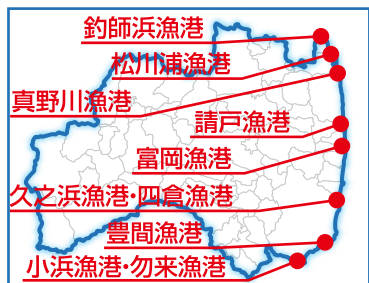 釣師浜漁港
松川浦漁港
真野川漁港
請戸漁港
富岡漁港
久之浜漁港･四倉漁港
豊間漁港
小浜漁港･勿来漁港